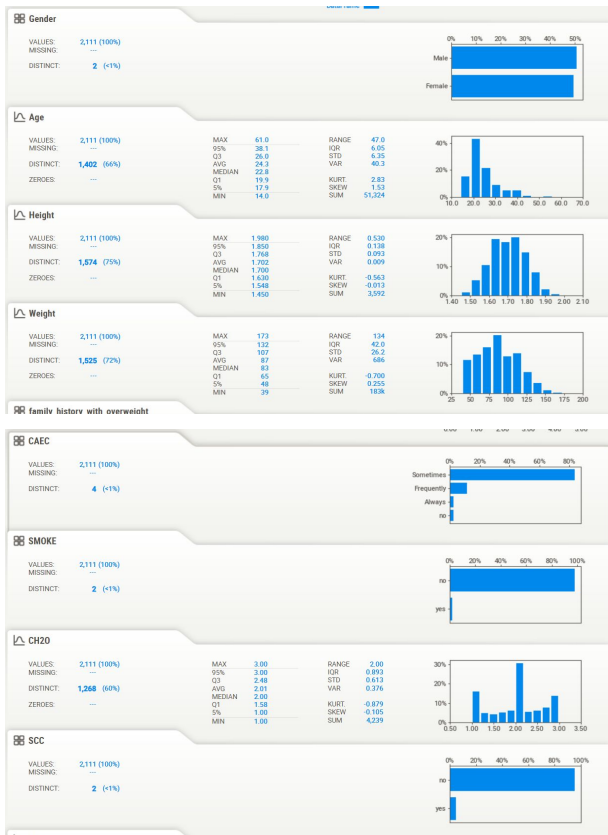 Gender
VALUES: 2,111 (100%)
MISSING: ---
DISTINCT: 2 (<1%)
0% 10% 20% 30% 40% 50%
Male
Female
Age
VALUES: 2,111 (100%)
MISSING: ---
DISTINCT: 1,402 (66%)
ZEROES: ---
MAX 61.0
95% 38.1
Q3 26.0
AVG 24.3
MEDIAN 22.8
Q1 19.9
5% 17.9
MIN 14.0
RANGE 47.0
IQR 6.05
STD 6.35
VAR 40.3
KURT. 2.83
SKEW 1.53
SUM 51,324
40%
20%
0%
10.0 20.0 30.0 40.0 50.0 60.0 70.0
Height
VALUES: 2,111 (100%)
MISSING: ---
DISTINCT: 1,574 (75%)
ZEROES: ---
MAX 1.980
95% 1.850
Q3 1.768
AVG 1.702
MEDIAN 1.700
Q1 1.630
5% 1.548
MIN 1.450
RANGE 0.530
IQR 0.138
STD 0.093
VAR 0.009
KURT. -0.563
SKEW -0.013
SUM 3,592
20%
10%
0%
1.40 1.50 1.60 1.70 1.80 1.90 2.00 2.10
Weight
VALUES: 2,111 (100%)
MISSING: ---
DISTINCT: 1,525 (72%)
ZEROES: ---
MAX 173
95% 132
Q3 107
AVG 87
MEDIAN 83
Q1 65
5% 48
MIN 39
RANGE 134
IQR 42.0
STD 26.2
VAR 686
KURT. -0.700
SKEW 0.255
SUM 183k
20%
10%
0%
25 50 75 100 125 150 175 200
family_history_with_overweight
CAEC
VALUES: 2,111 (100%)
MISSING: ---
DISTINCT: 4 (<1%)
0% 20% 40% 60% 80%
Sometimes
Frequently
Always
no
SMOKE
VALUES: 2,111 (100%)
MISSING: ---
DISTINCT: 2 (<1%)
0% 20% 40% 60% 80% 100%
no
yes
CH2O
VALUES: 2,111 (100%)
MISSING: ---
DISTINCT: 1,268 (60%)
ZEROES: ---
MAX 3.00
95% 3.00
Q3 2.48
AVG 2.01
MEDIAN 2.00
Q1 1.58
5% 1.00
MIN 1.00
RANGE 2.00
IQR 0.893
STD 0.613
VAR 0.376
KURT. -0.879
SKEW -0.105
SUM 4,239
30%
20%
10%
0%
0.50 1.00 1.50 2.00 2.50 3.00 3.50
SCC
VALUES: 2,111 (100%)
MISSING: ---
DISTINCT: 2 (<1%)
0% 20% 40% 60% 80% 100%
no
yes